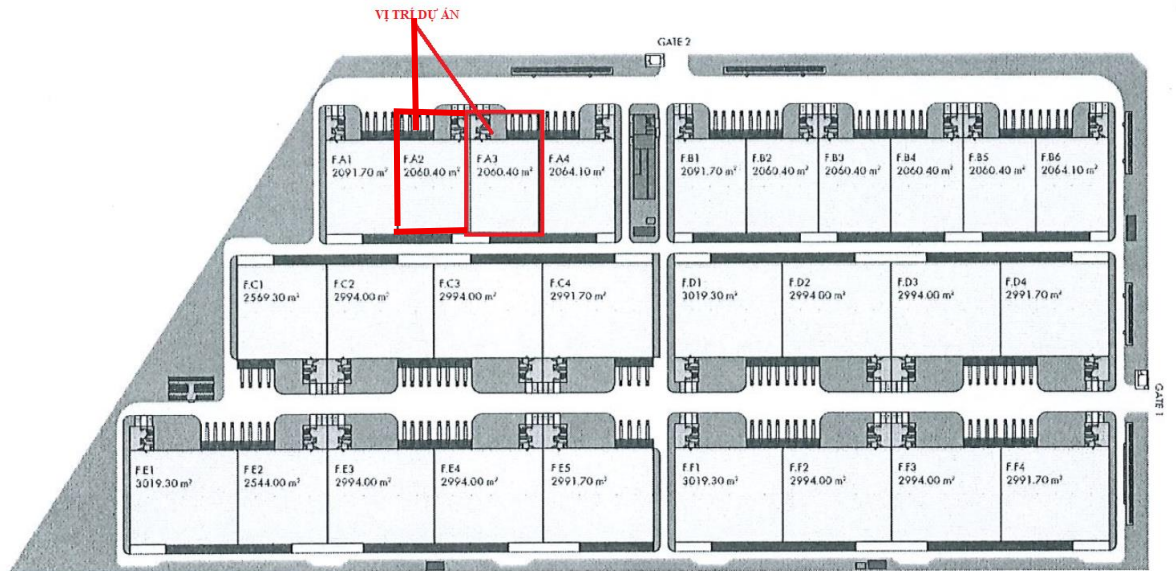 VỊ TRÍ DỰ ÁN
GATE 2
F.A1
2091.70 m²
F.A2
2060.40 m²
F.A3
2060.40 m²
F.A4
2064.10 m²
F.B1
2091.70 m²
F.B2
2060.40 m²
F.B3
2060.40 m²
F.B4
2060.40 m²
F.B5
2060.40 m²
F.B6
2064.10 m²
F.C1
2569.30 m²
F.C2
2994.00 m²
F.C3
2994.00 m²
F.C4
2991.70 m²
F.D1
3019.30 m²
F.D2
2994.00 m²
F.D3
2994.00 m²
F.D4
2991.70 m²
GATE 1
F.E1
3019.30 m²
F.E2
2544.00 m²
F.E3
2994.00 m²
F.E4
2994.00 m²
F.E5
2991.70 m²
F.F1
3019.30 m²
F.F2
2994.00 m²
F.F3
2994.00 m²
F.F4
2991.70 m²